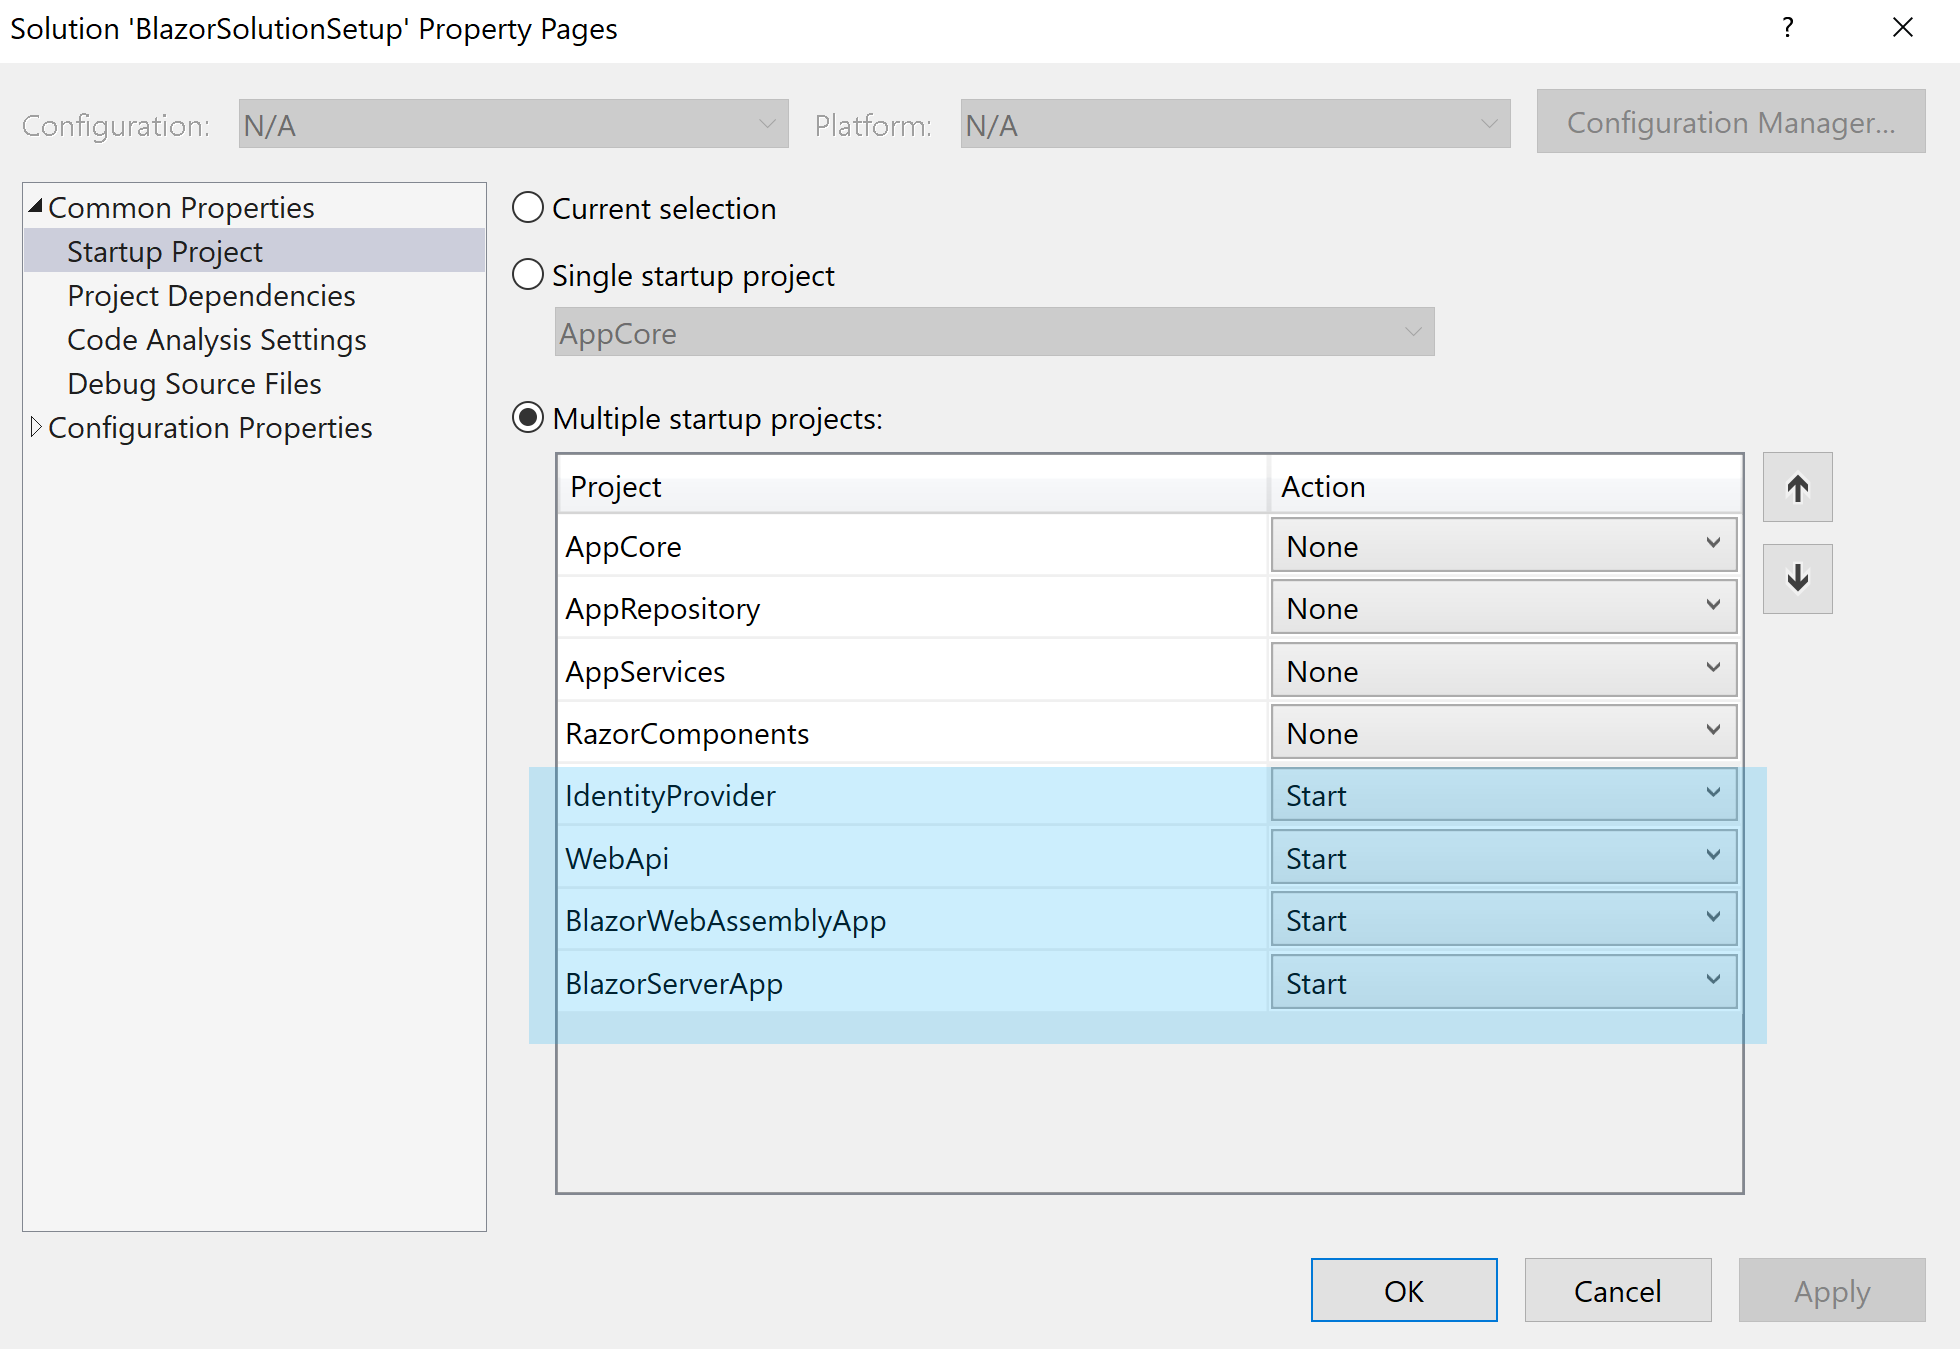 Solution 'BlazorSolutionSetup' Property Pages ?
Configuration: N/A Platform: N/A Configuration Manager...
Common Properties
Startup Project
Project Dependencies
Code Analysis Settings
Debug Source Files
Configuration Properties
Current selection
Single startup project
AppCore
Multiple startup projects:
Project Action
AppCore None
AppRepository None
AppServices None
RazorComponents None
IdentityProvider Start
WebApi Start
BlazorWebAssemblyApp Start
BlazorServerApp Start
OK Cancel Apply